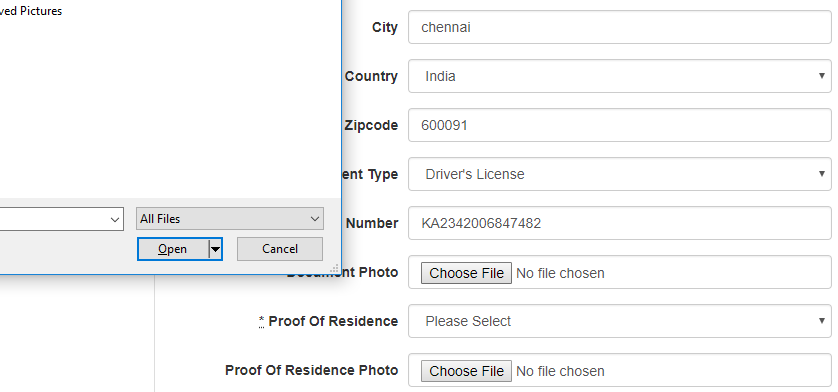 ved Pictures
City chennai
Country India
Zipcode 600091
ent Type Driver's License
All Files
Number KA2342006847482
Open Cancel
Document Photo Choose File No file chosen
* Proof Of Residence Please Select
Proof Of Residence Photo Choose File No file chosen